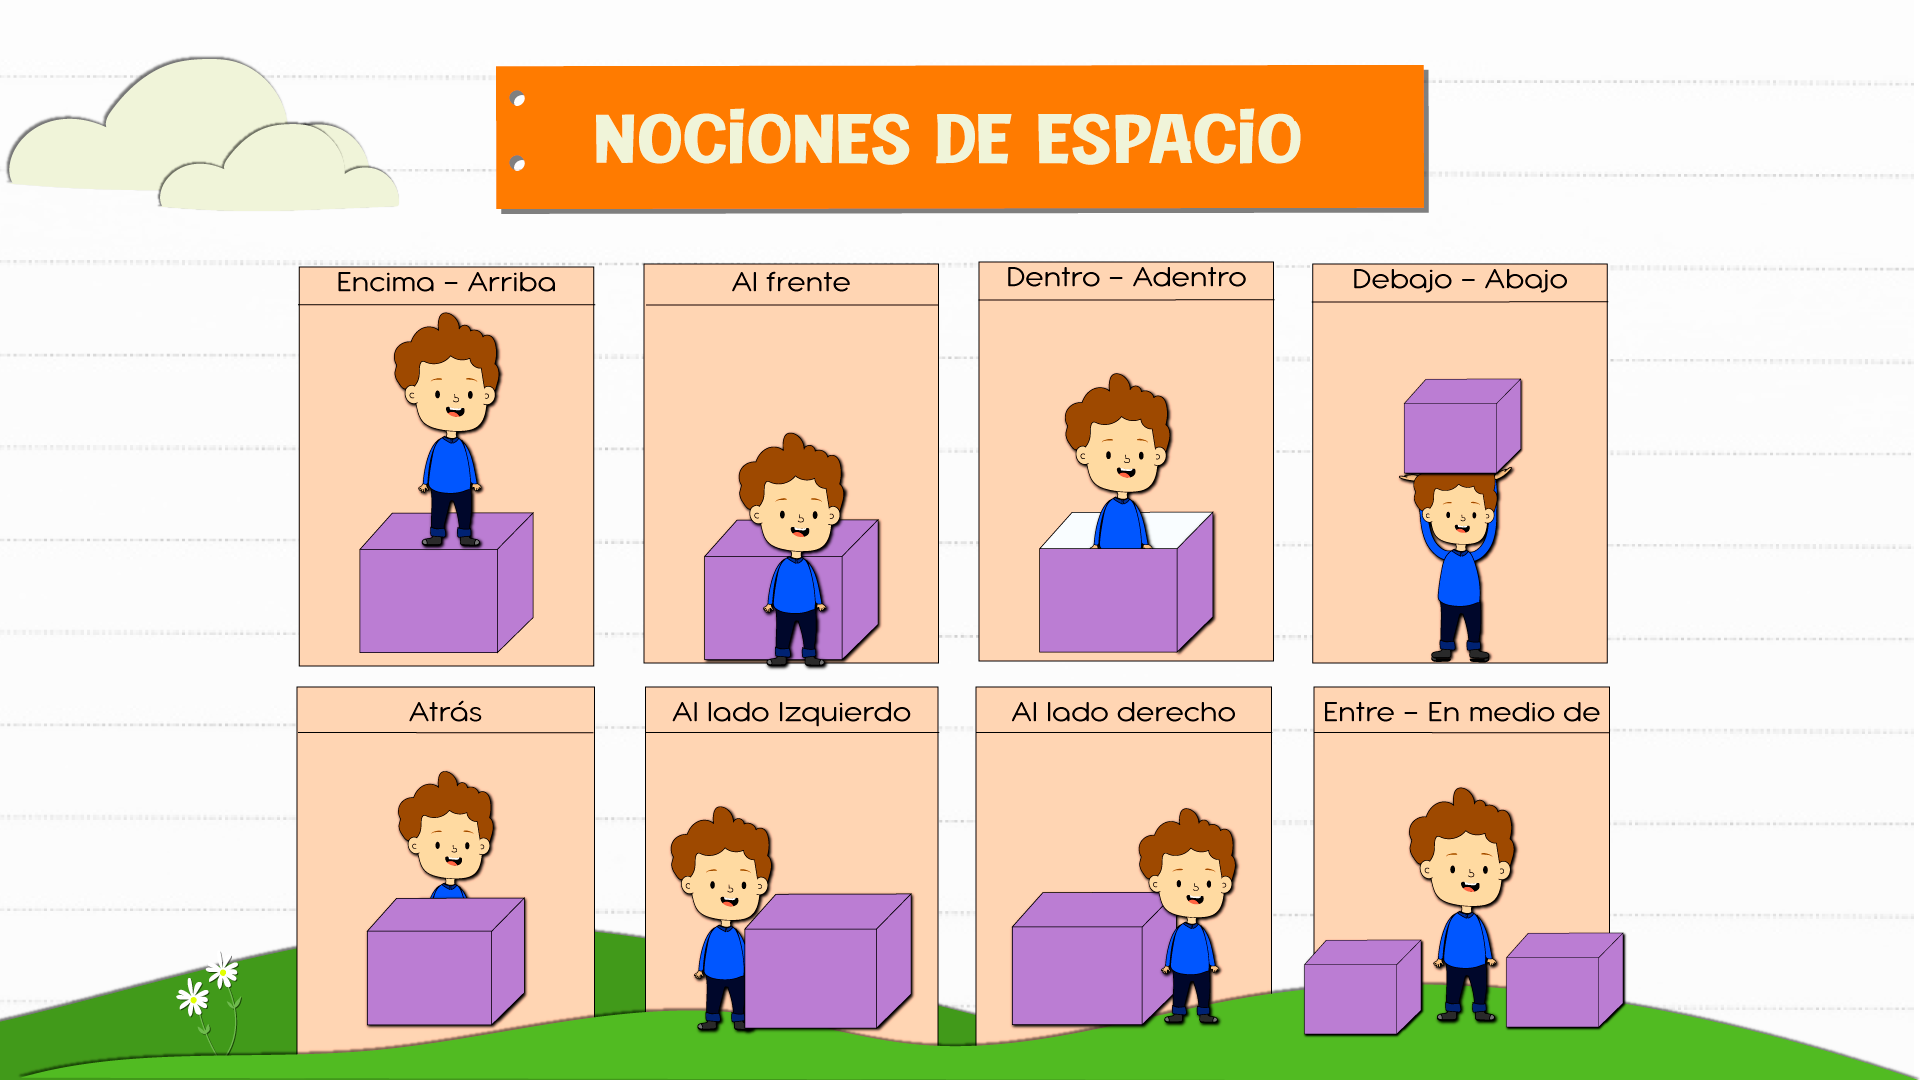 NOCiONES DE ESPACiO
Encima - Arriba
Al frente
Dentro - Adentro
Debajo - Abajo
Atrás
Al lado Izquierdo
Al lado derecho
Entre - En medio de